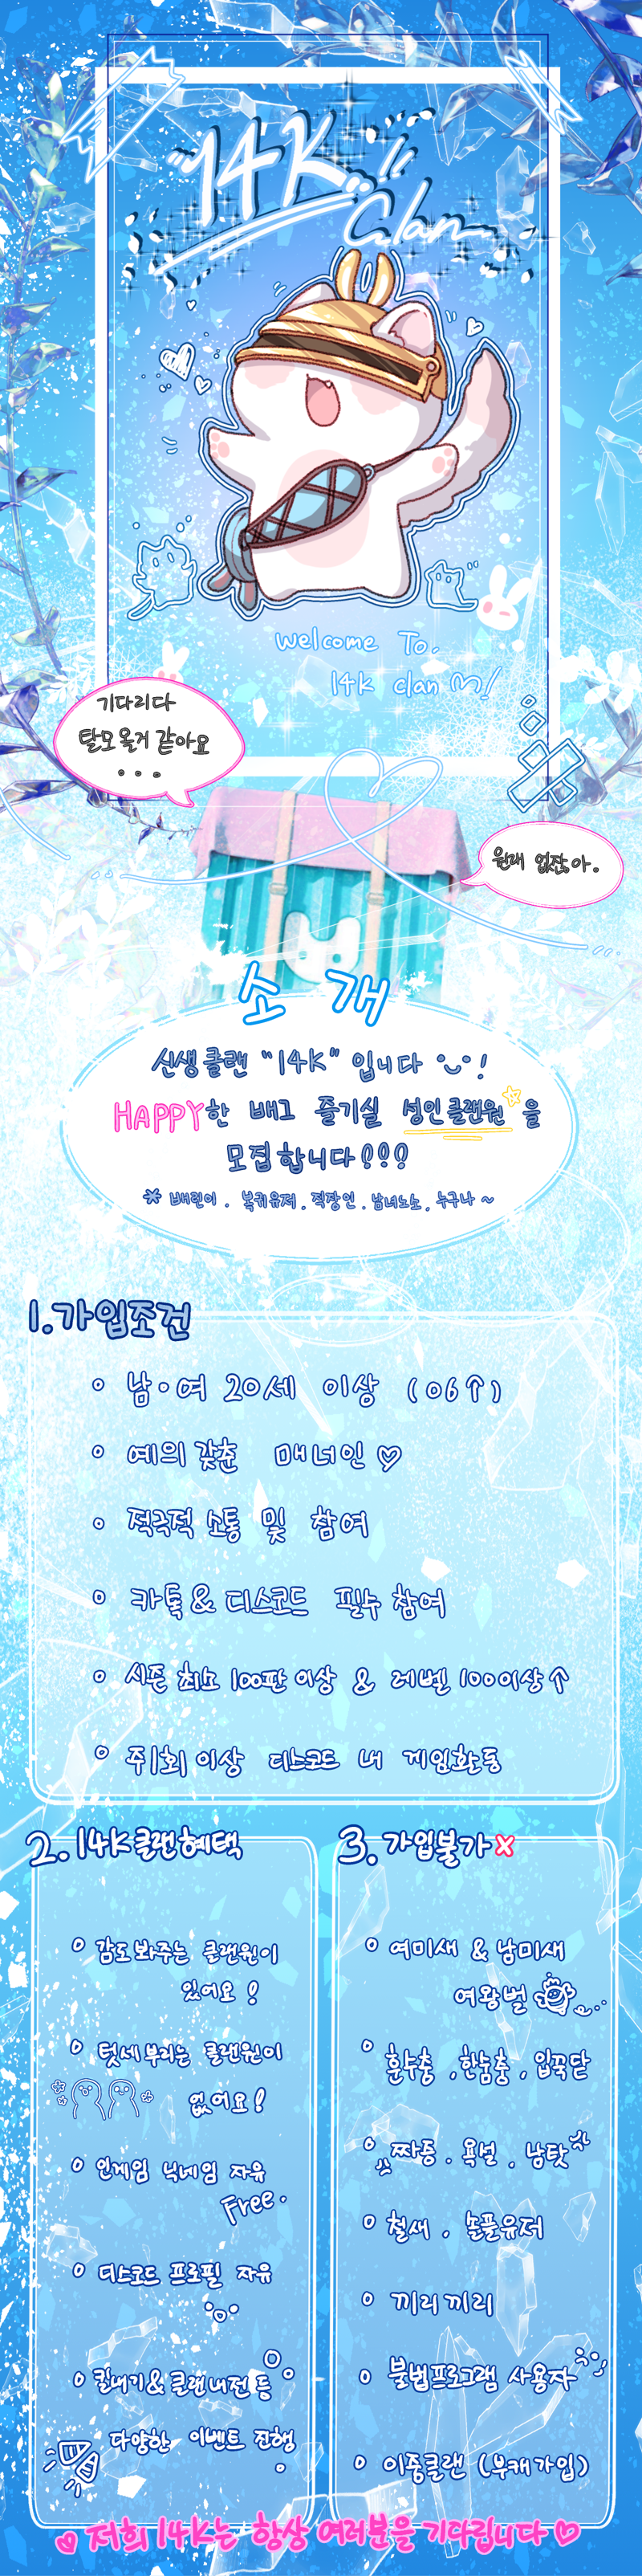 "14K..!!
Clan
Welcome To.
14K clan !
기다리다
탈모 올거 같아요
...
원래 없잖아.
소개
신생클랜 "14K" 입니다 !
HAPPY한 배그 즐기실 성인클랜원을
모집합니다!!!
* 배린이, 복귀유저, 직장인, 남녀노소, 누구나~
1.가입조건
남·여 20세 이상 (06↑)
예의 갖춘 매너인♡
적극적 소통 및 참여
카톡&디스코드 필수 참여
시즌 최소 100판 이상 & 레벨 100이상↑
주1회 이상 디스코드 내 게임활동
2.14K클랜혜택
감도봐주는 클랜원이
있어요!
텃세부리는 클랜원이
없어요!
인게임 닉네임 자유
Free.
디스코드 프로필 자유
킬내기&클랜내전 등
다양한 이벤트 진행
3.가입불가x
여미새 & 남미새
여왕벌
훈수충, 한숨충, 입꾹닫
짜증, 욕설, 남탓
철새, 손풀유저
끼리끼리
불법프로그램 사용자
이중클랜 (부캐가입)
♡ 저희 14K는 항상 여러분을 기다립니다 ♡